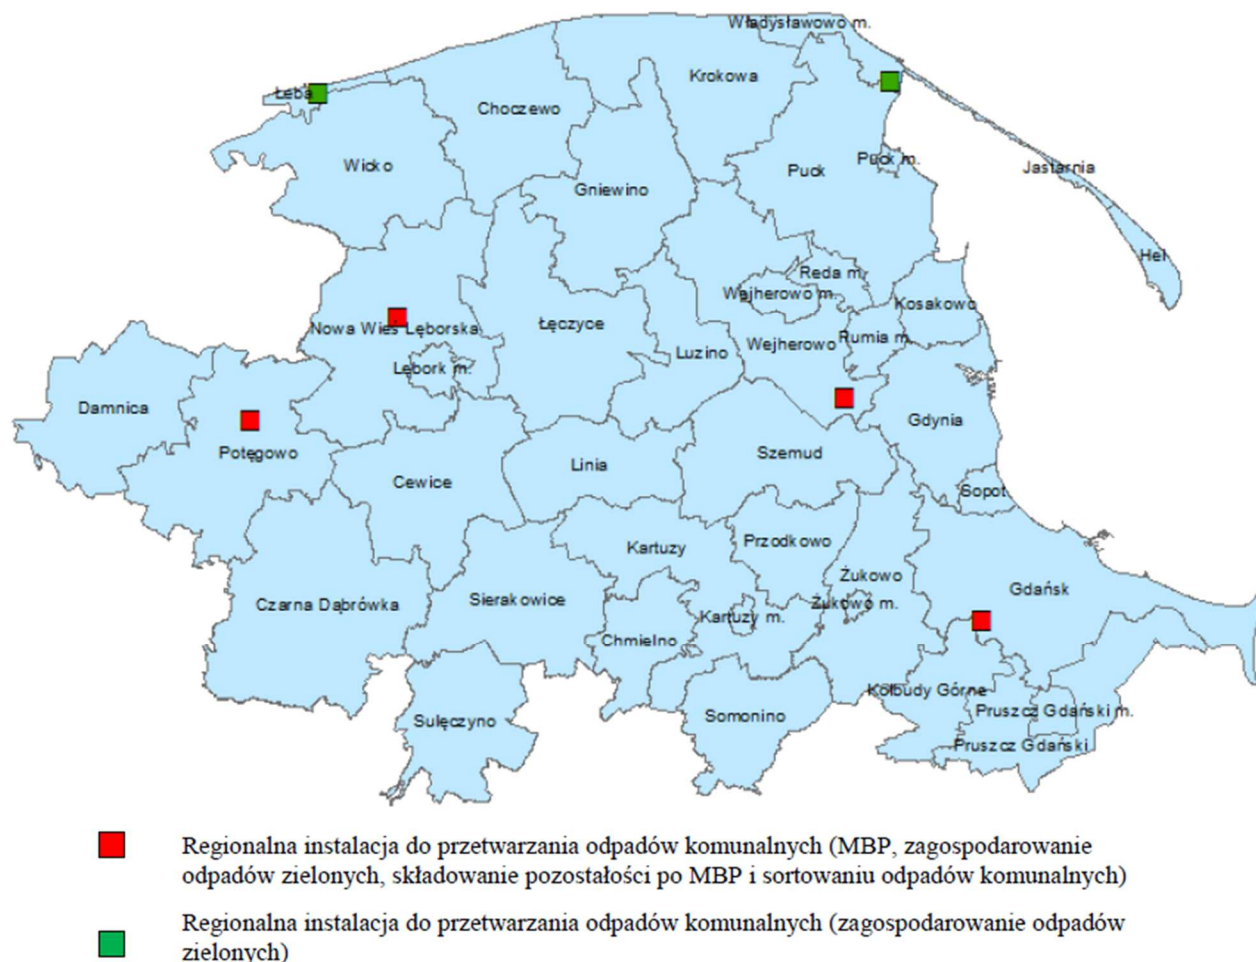 Władysławowo m.
Krokowa
Łeba
Choczewo
Wicko
Puck m.
Puck
Jastarnia
Gniewino
Hel
Reda m.
Wejherowo m.
Kosakowo
Nowa Wieś Lęborska
Łęczyce
Wejherowo
Rumia m.
Luzino
Lębork m.
Damnica
Gdynia
Potęgowo
Szemud
Linia
Cewice
Sopot
Przodkowo
Kartuzy
Żukowo
Gdańsk
Sierakowice
Czarna Dąbrówka
Żukowo m.
Kartuzy m.
Chmielno
Kolbudy Górne
Pruszcz Gdański m.
Somonino
Sulęczyno
Pruszcz Gdański
Regionalna instalacja do przetwarzania odpadów komunalnych (MBP, zagospodarowanie
odpadów zielonych, składowanie pozostałości po MBP i sortowaniu odpadów komunalnych)
Regionalna instalacja do przetwarzania odpadów komunalnych (zagospodarowanie odpadów
zielonych)